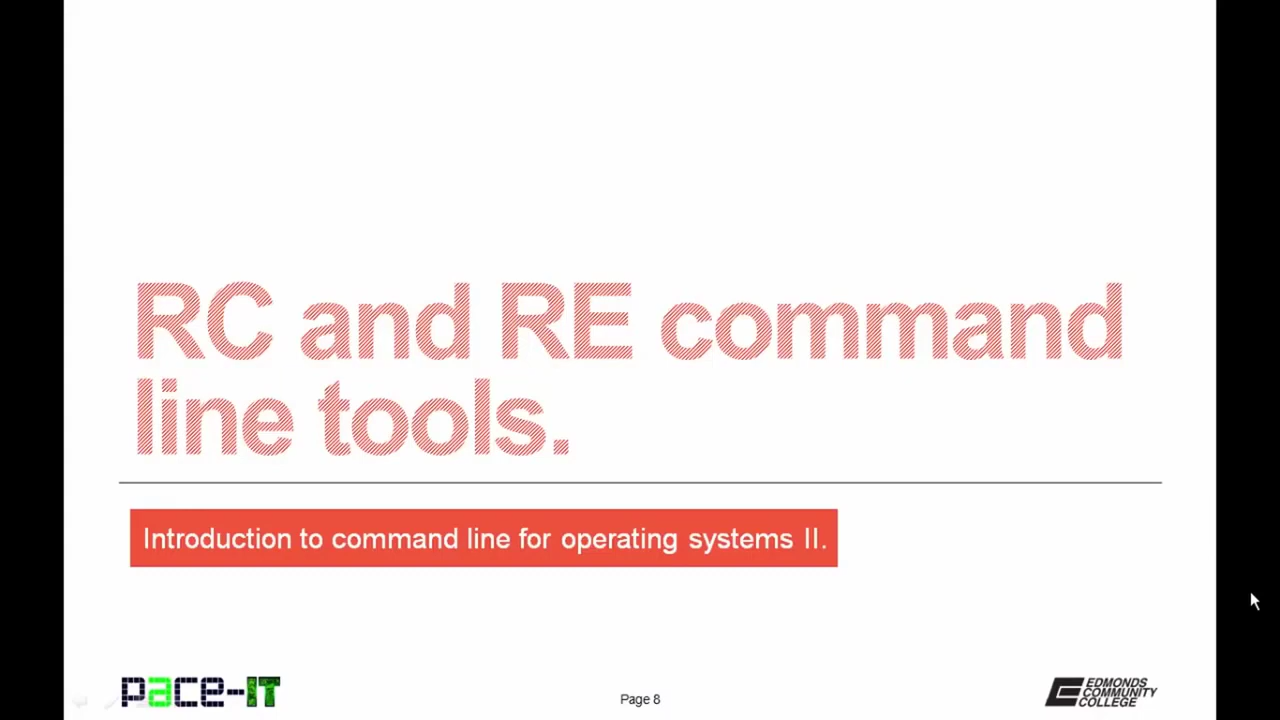 RC and RE command
line tools.
Introduction to command line for operating systems II.
pace-IT
Page 8
EDMONDS
COMMUNITY
COLLEGE